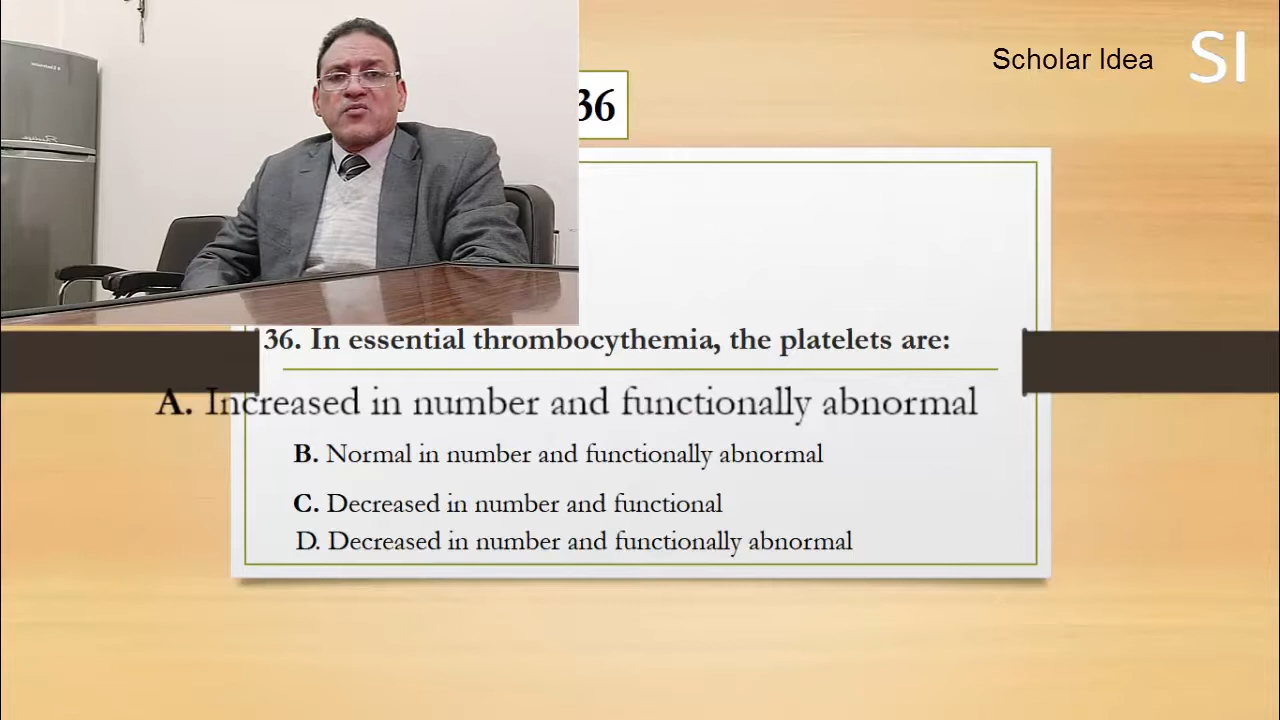 Scholar Idea
SI
36
36. In essential thrombocythemia, the platelets are:
A. Increased in number and functionally abnormal
B. Normal in number and functionally abnormal
C. Decreased in number and functional
D. Decreased in number and functionally abnormal